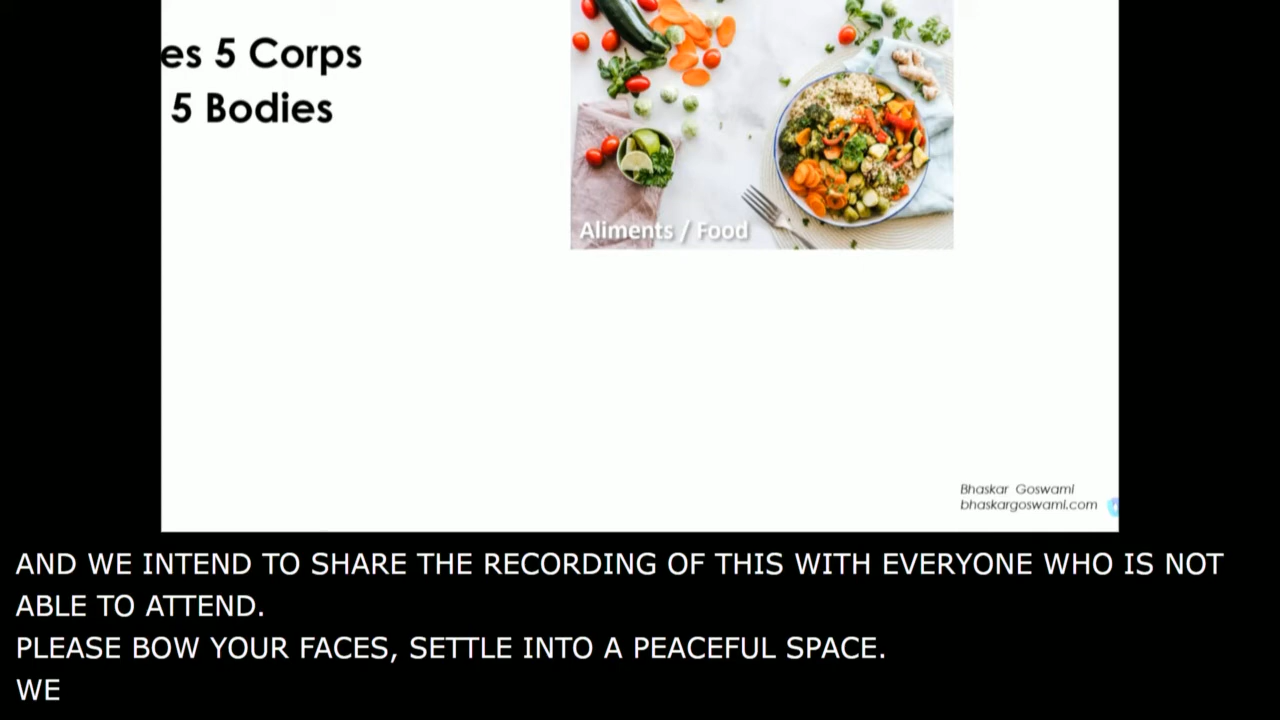 es 5 Corps
5 Bodies
Aliments / Food
Bhaskar Goswami
bhaskargoswami.com
AND WE INTEND TO SHARE THE RECORDING OF THIS WITH EVERYONE WHO IS NOT
ABLE TO ATTEND.
PLEASE BOW YOUR FACES, SETTLE INTO A PEACEFUL SPACE.
WE